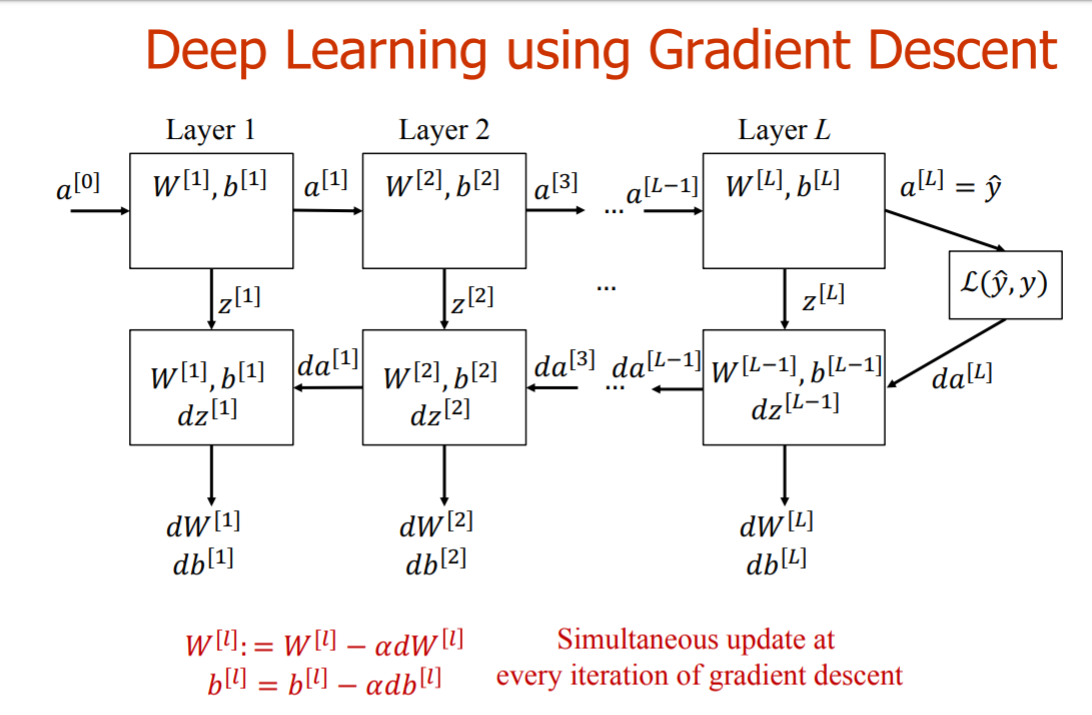 Deep Learning using Gradient Descent
Layer 1 Layer 2 Layer L
a[0] W[1], b[1] a[1] W[2], b[2] a[3] ... a[L−1] W[L], b[L] a[L] = ŷ
z[1] z[2] ... z[L] ℒ(ŷ, y)
W[1], b[1] da[1] W[2], b[2] da[3] ... da[L−1] W[L−1], b[L−1] da[L]
dz[1] dz[2] dz[L−1]
dW[1] dW[2] dW[L]
db[1] db[2] db[L]
W[l]: = W[l] − αdW[l] Simultaneous update at
b[l] = b[l] − αdb[l] every iteration of gradient descent